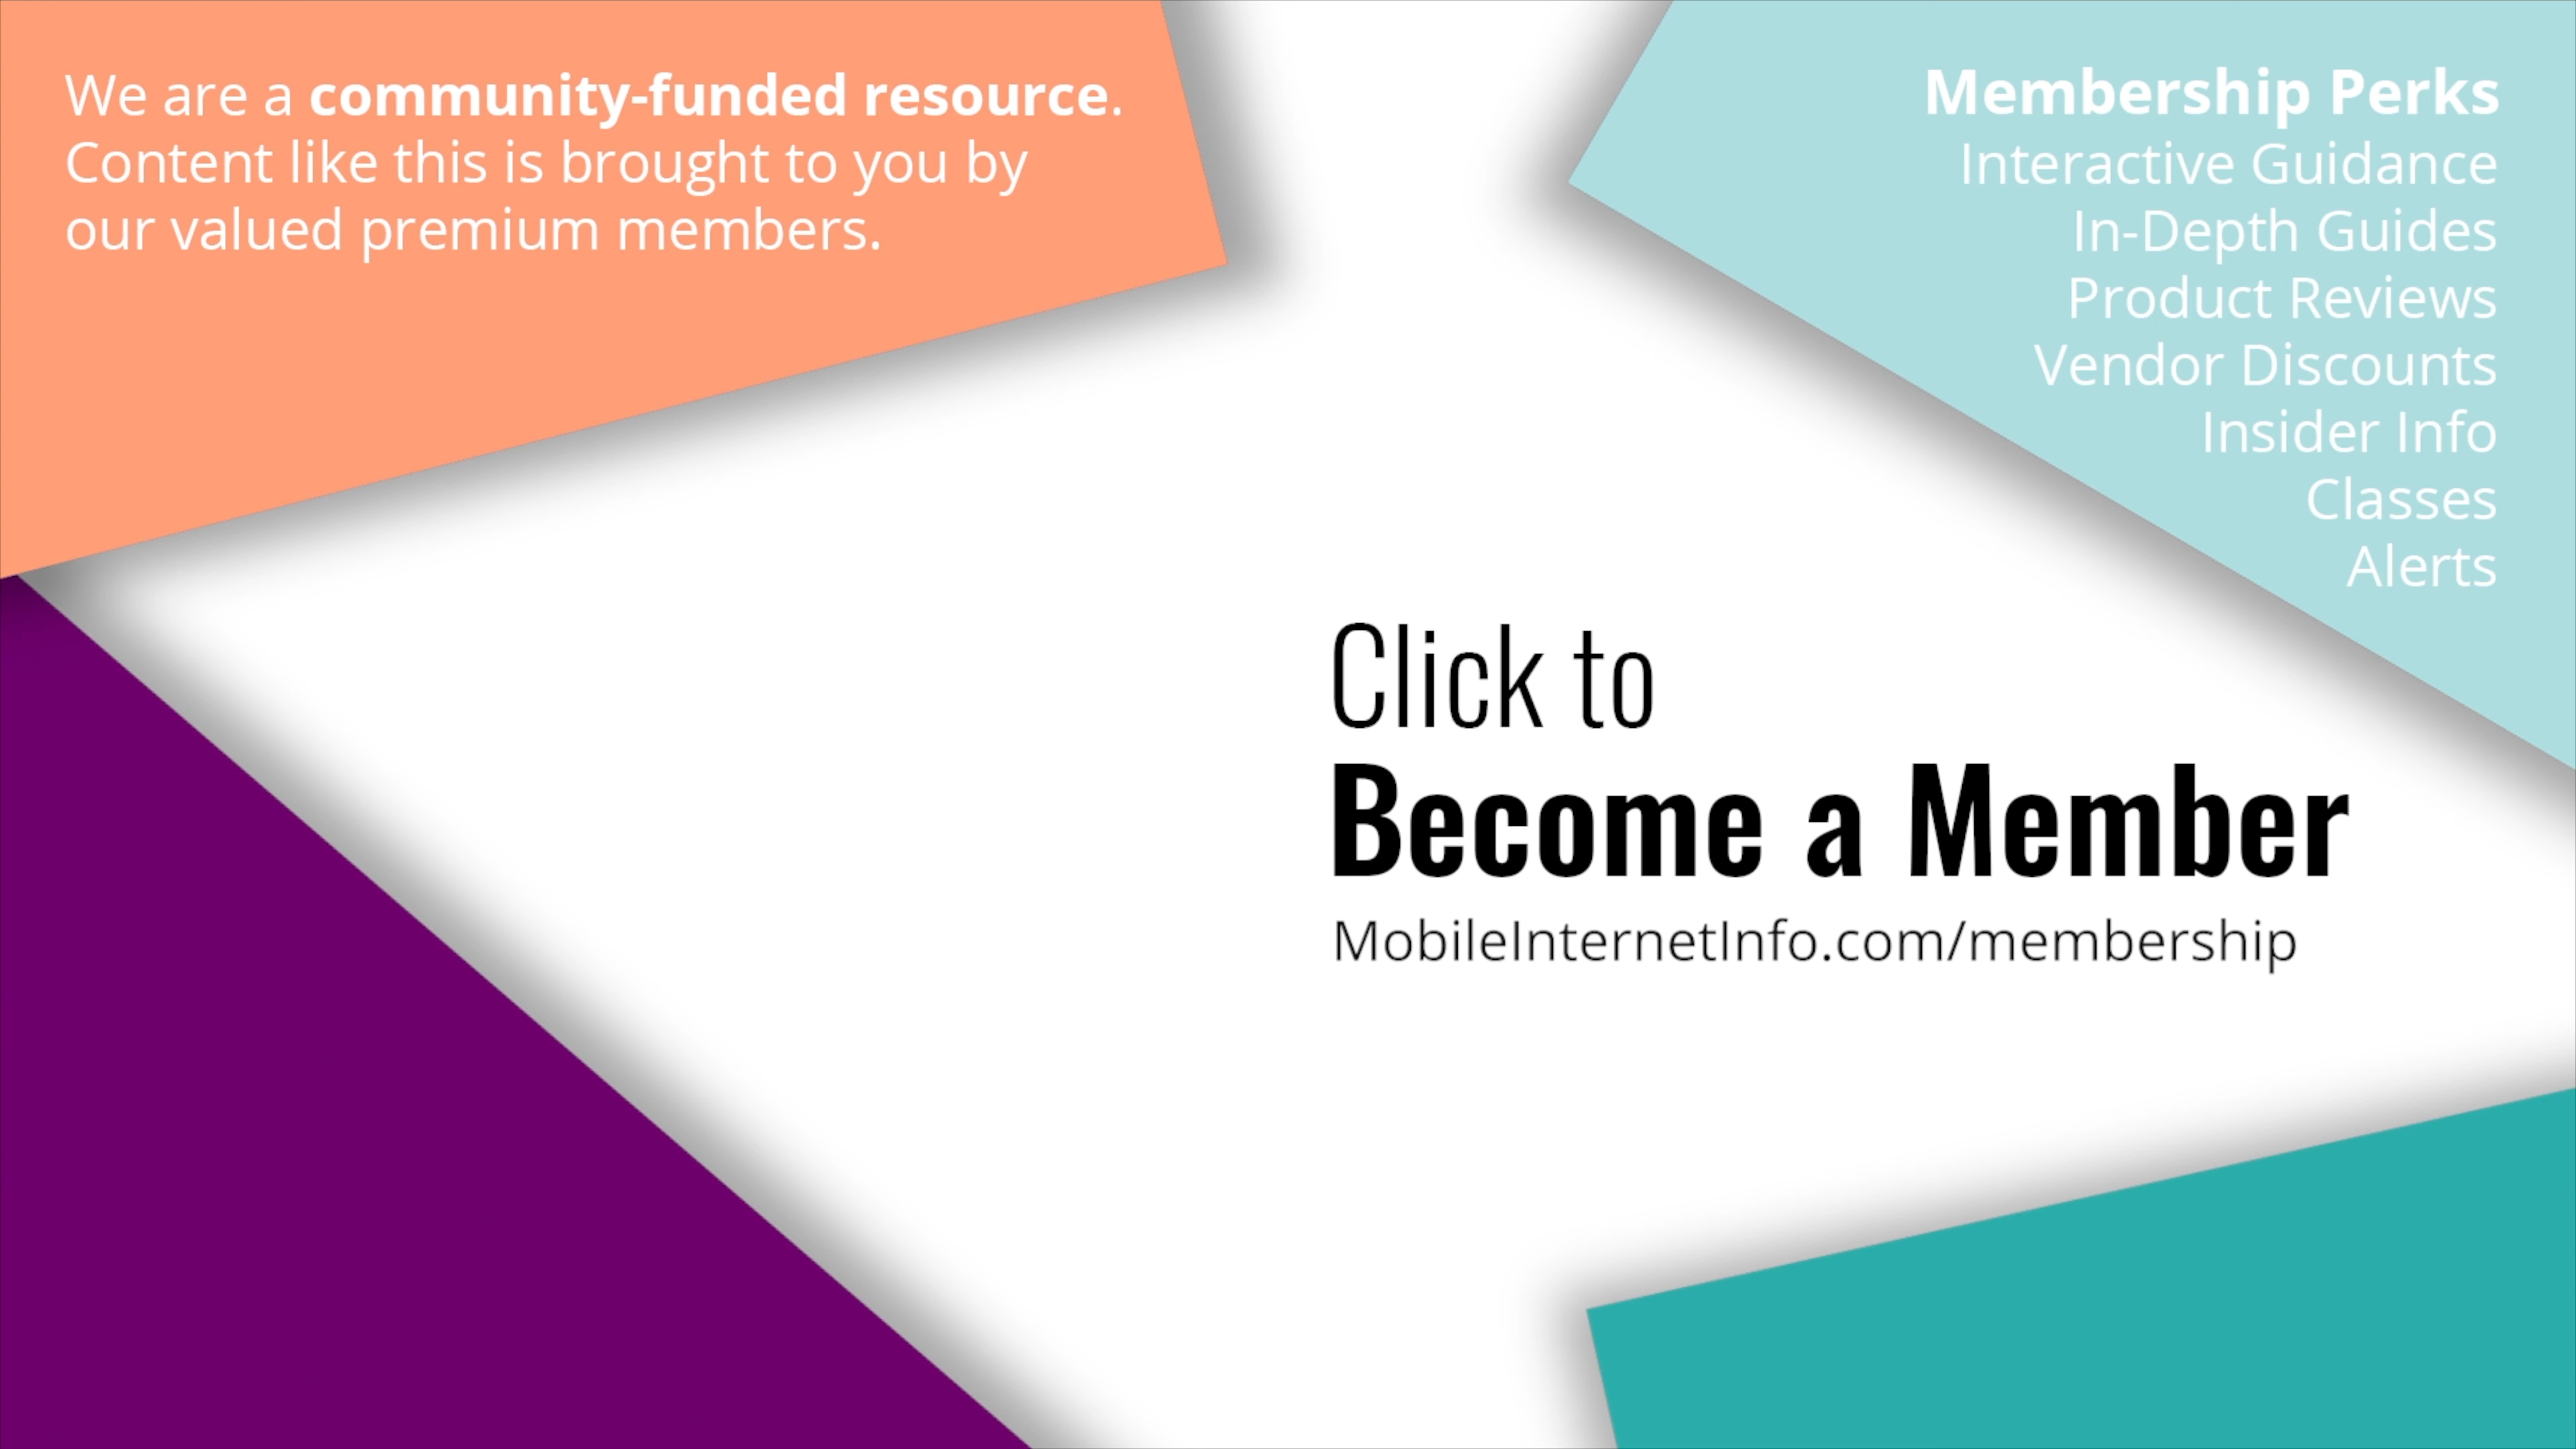 We are a community-funded resource.
Content like this is brought to you by
our valued premium members.
Membership Perks
Interactive Guidance
In-Depth Guides
Product Reviews
Vendor Discounts
Insider Info
Classes
Alerts
Click to
Become a Member
MobileInternetInfo.com/membership